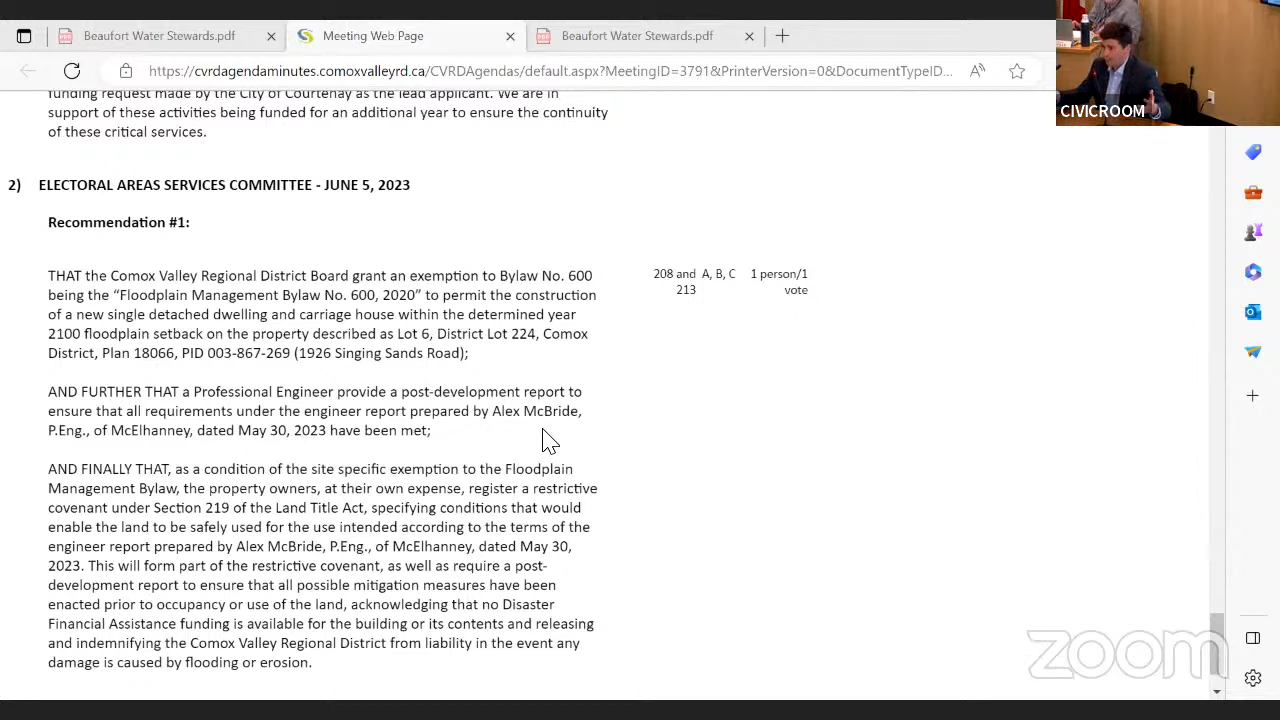 Beaufort Water Stewards.pdf
Meeting Web Page
Beaufort Water Stewards.pdf
https://cvrdagendaminutes.comoxvalleyrd.ca/CVRDAgendas/default.aspx?MeetingID=3791&PrinterVersion=0&DocumentTypeID...
CIVICROOM
funding request made by the City of Courtenay as the lead applicant. We are in
support of these activities being funded for an additional year to ensure the continuity
of these critical services.
2) ELECTORAL AREAS SERVICES COMMITTEE - JUNE 5, 2023
Recommendation #1:
THAT the Comox Valley Regional District Board grant an exemption to Bylaw No. 600
being the “Floodplain Management Bylaw No. 600, 2020” to permit the construction
of a new single detached dwelling and carriage house within the determined year
2100 floodplain setback on the property described as Lot 6, District Lot 224, Comox
District, Plan 18066, PID 003-867-269 (1926 Singing Sands Road);
208 and A, B, C 1 person/1
213 vote
AND FURTHER THAT a Professional Engineer provide a post-development report to
ensure that all requirements under the engineer report prepared by Alex McBride,
P.Eng., of McElhanney, dated May 30, 2023 have been met;
AND FINALLY THAT, as a condition of the site specific exemption to the Floodplain
Management Bylaw, the property owners, at their own expense, register a restrictive
covenant under Section 219 of the Land Title Act, specifying conditions that would
enable the land to be safely used for the use intended according to the terms of the
engineer report prepared by Alex McBride, P.Eng., of McElhanney, dated May 30,
2023. This will form part of the restrictive covenant, as well as require a post-
development report to ensure that all possible mitigation measures have been
enacted prior to occupancy or use of the land, acknowledging that no Disaster
Financial Assistance funding is available for the building or its contents and releasing
and indemnifying the Comox Valley Regional District from liability in the event any
damage is caused by flooding or erosion.
zoom